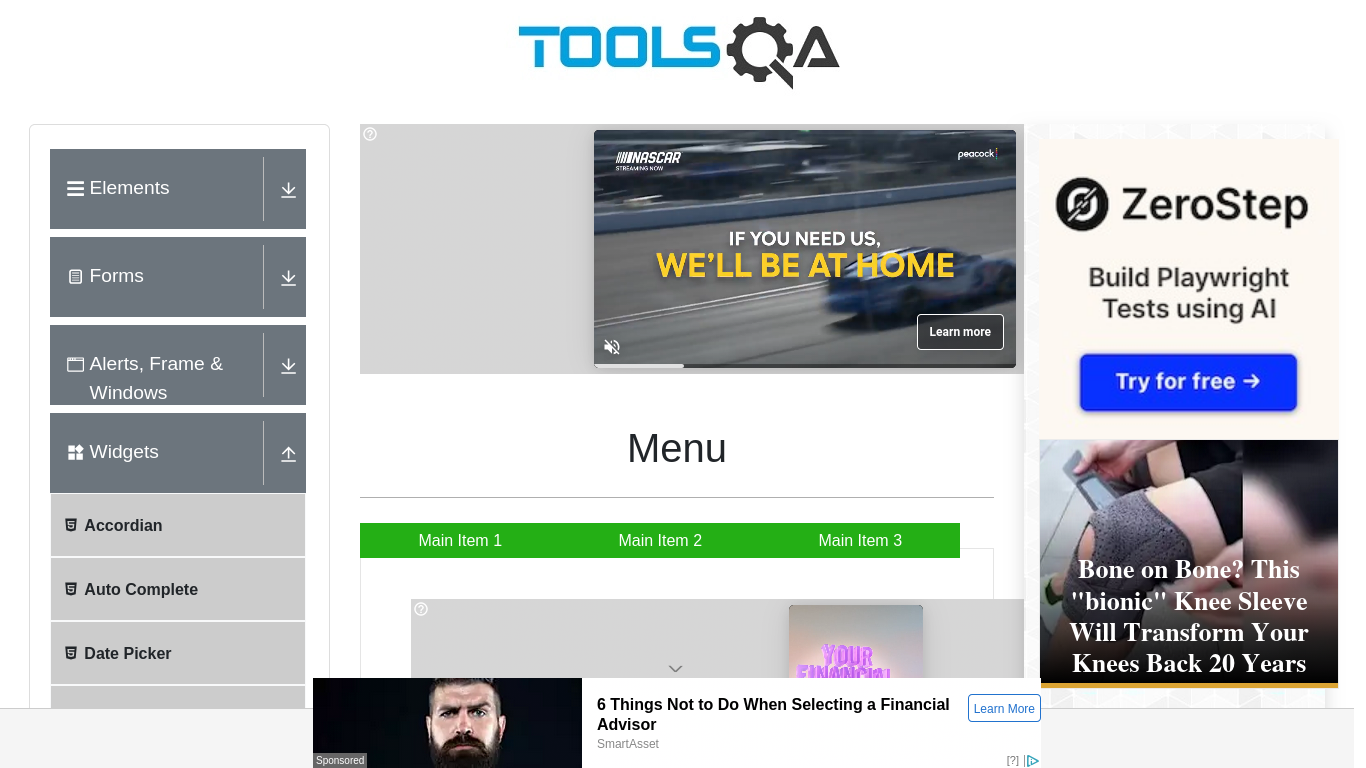 TOOLSQA
Elements
Forms
Alerts, Frame &
Windows
Widgets
Accordian
Auto Complete
Date Picker
NASCAR
STREAMING NOW
peacock
IF YOU NEED US,
WE'LL BE AT HOME
Learn more
Menu
Main Item 1
Main Item 2
Main Item 3
YOUR
FINANCIAL
ZeroStep
Build Playwright
Tests using AI
Try for free →
Bone on Bone? This
"bionic" Knee Sleeve
Will Transform Your
Knees Back 20 Years
Sponsored
6 Things Not to Do When Selecting a Financial
Advisor
SmartAsset
Learn More
[?]